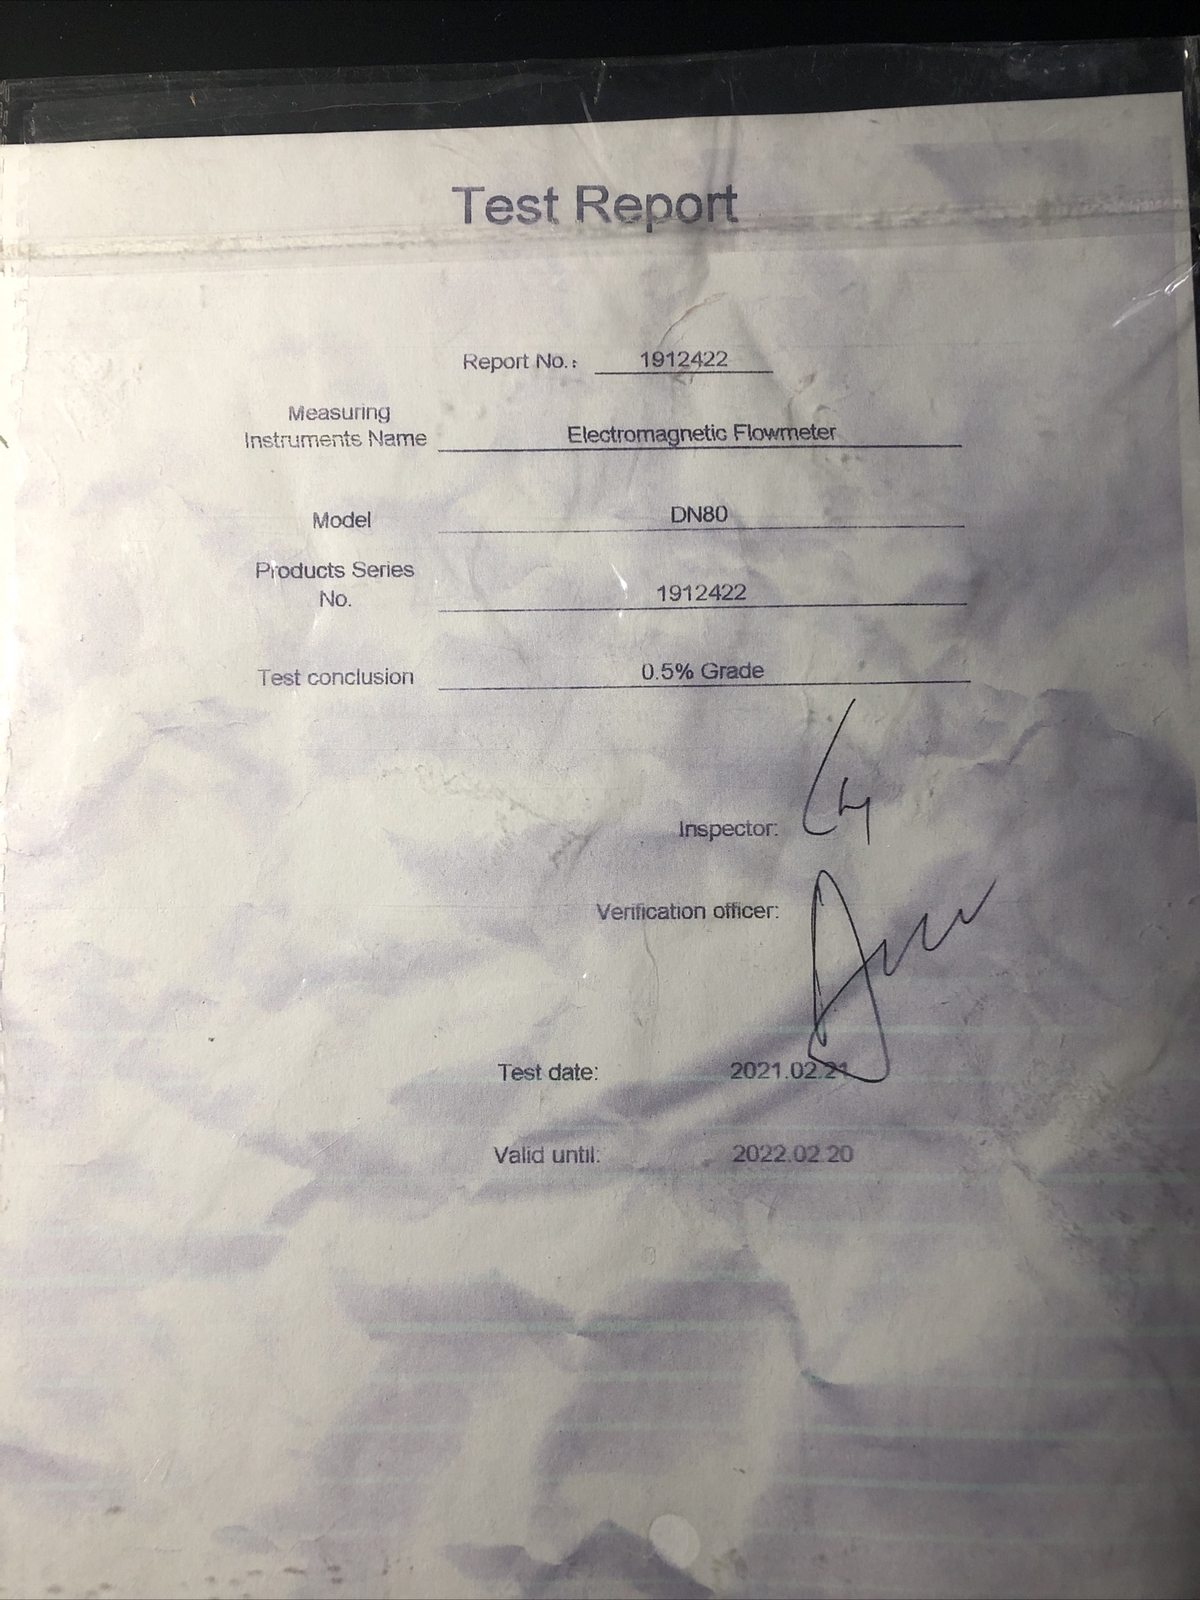 Test Report
Report No.: 1912422
Measuring
Instruments Name Electromagnetic Flowmeter
Model DN80
Products Series
No. 1912422
Test conclusion 0.5% Grade
Inspector:
Verification officer:
Test date: 2021.02.21
Valid until: 2022.02.20